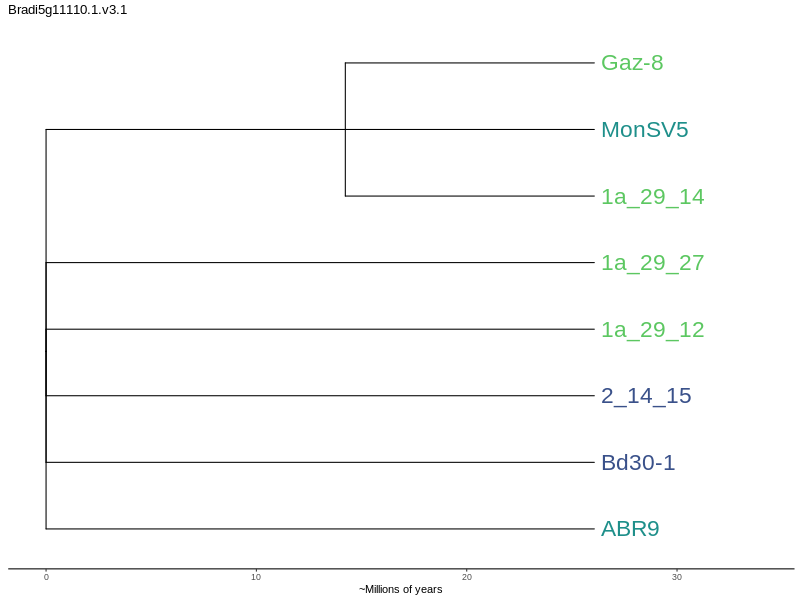 Bradi5g11110.1.v3.1
Gaz-8
MonSV5
1a_29_14
1a_29_27
1a_29_12
2_14_15
Bd30-1
ABR9
0 10 20 30
~Millions of years